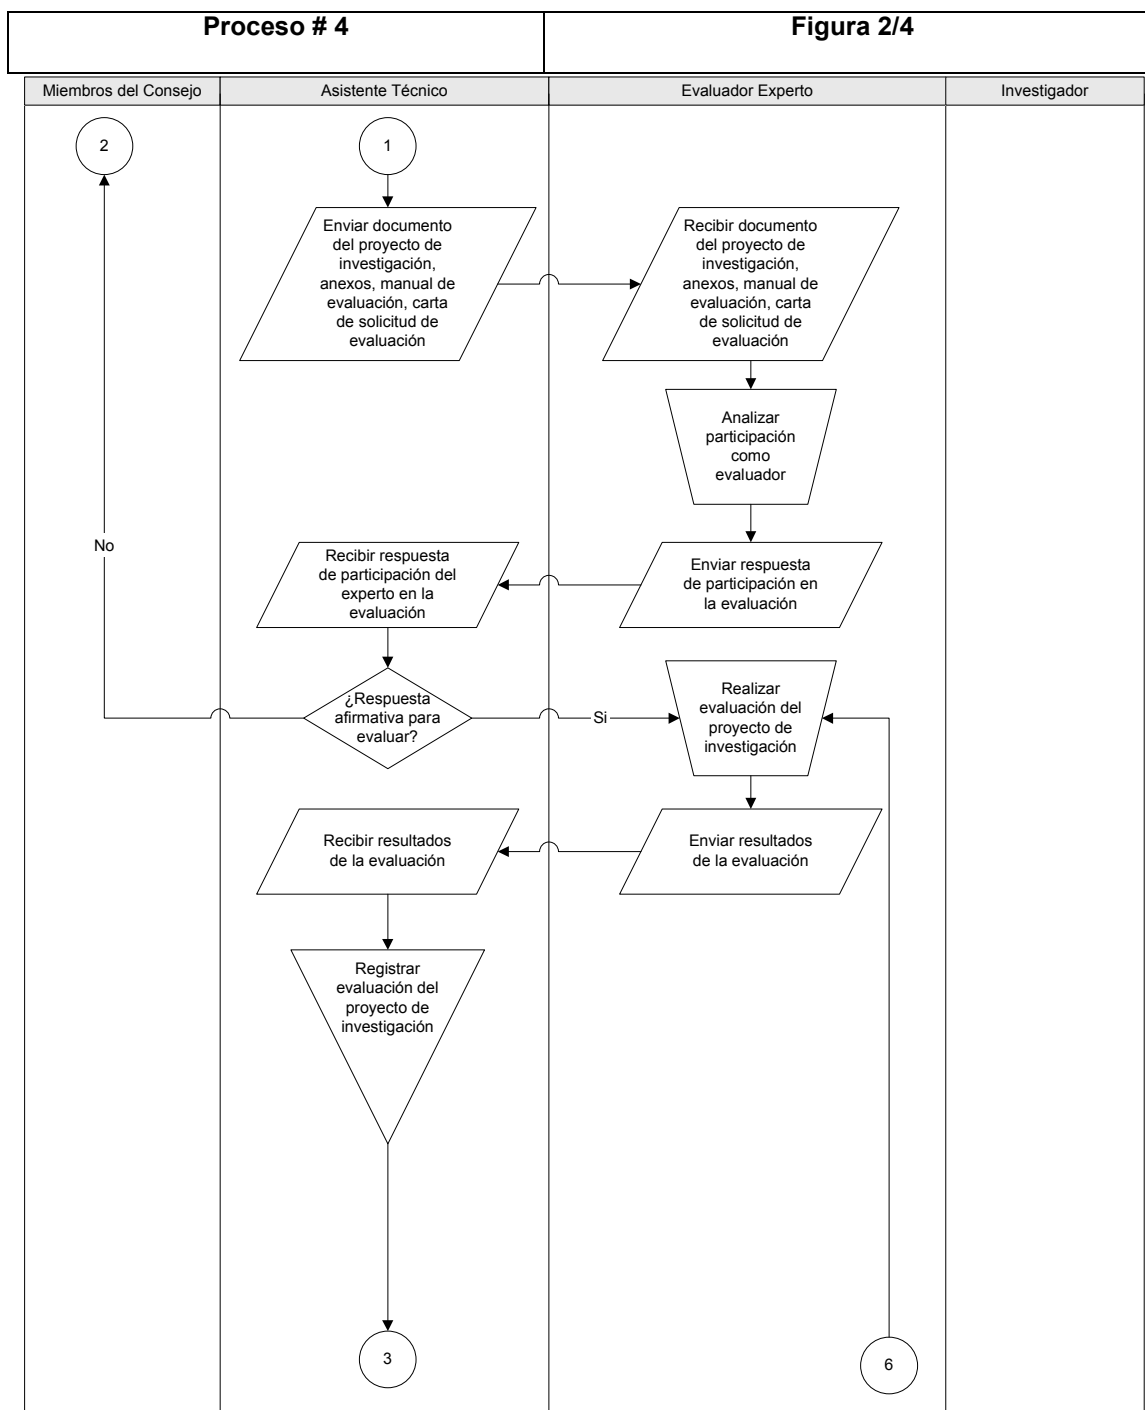 Proceso # 4
Figura 2/4
Miembros del Consejo
Asistente Técnico
Evaluador Experto
Investigador
2
1
Enviar documento
del proyecto de
investigación,
anexos, manual de
evaluación, carta
de solicitud de
evaluación
Recibir documento
del proyecto de
investigación,
anexos, manual de
evaluación, carta
de solicitud de
evaluación
Analizar
participación
como
evaluador
No
Recibir respuesta
de participación del
experto en la
evaluación
Enviar respuesta
de participación en
la evaluación
¿Respuesta
afirmativa para
evaluar?
Si
Realizar
evaluación del
proyecto de
investigación
Recibir resultados
de la evaluación
Enviar resultados
de la evaluación
Registrar
evaluación del
proyecto de
investigación
3
6